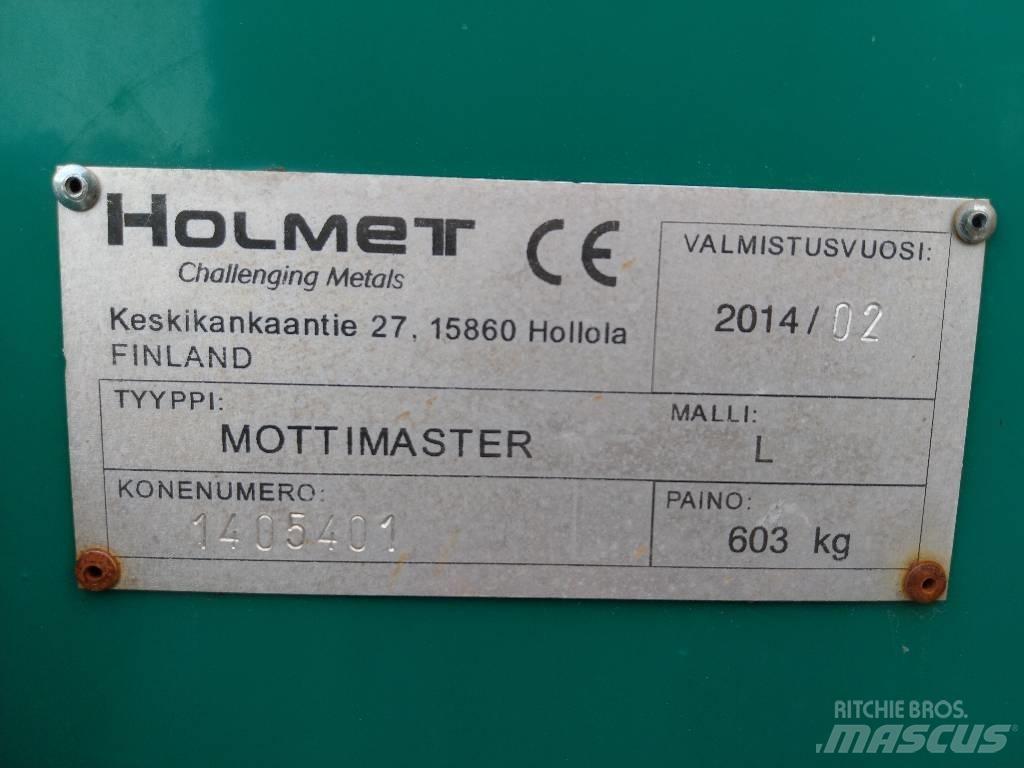 HOLMET CE
Challenging Metals
Keskikankaantie 27, 15860 Hollola
FINLAND
VALMISTUSVUOSI:
2014 / 02
TYYPPI:
MOTTIMASTER
MALLI:
L
KONENUMERO:
1405401
PAINO:
603 kg
RITCHIE BROS.
MASCUS